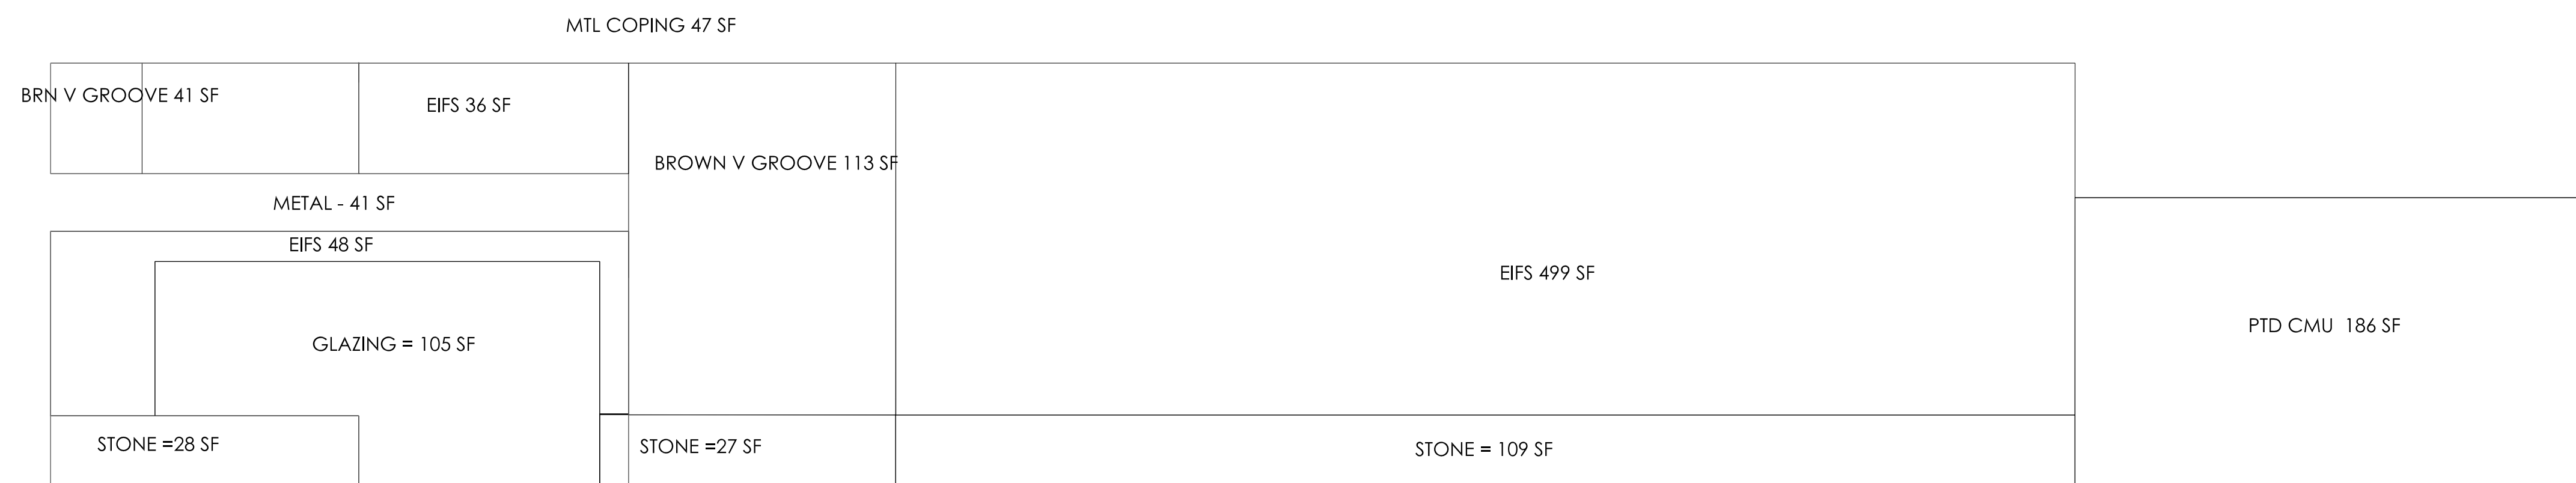 MTL COPING 47 SF
BRN V GROOVE 41 SF
EIFS 36 SF
BROWN V GROOVE 113 SF
METAL - 41 SF
EIFS 48 SF
EIFS 499 SF
PTD CMU  186 SF
GLAZING = 105 SF
STONE =28 SF
STONE =27 SF
STONE = 109 SF